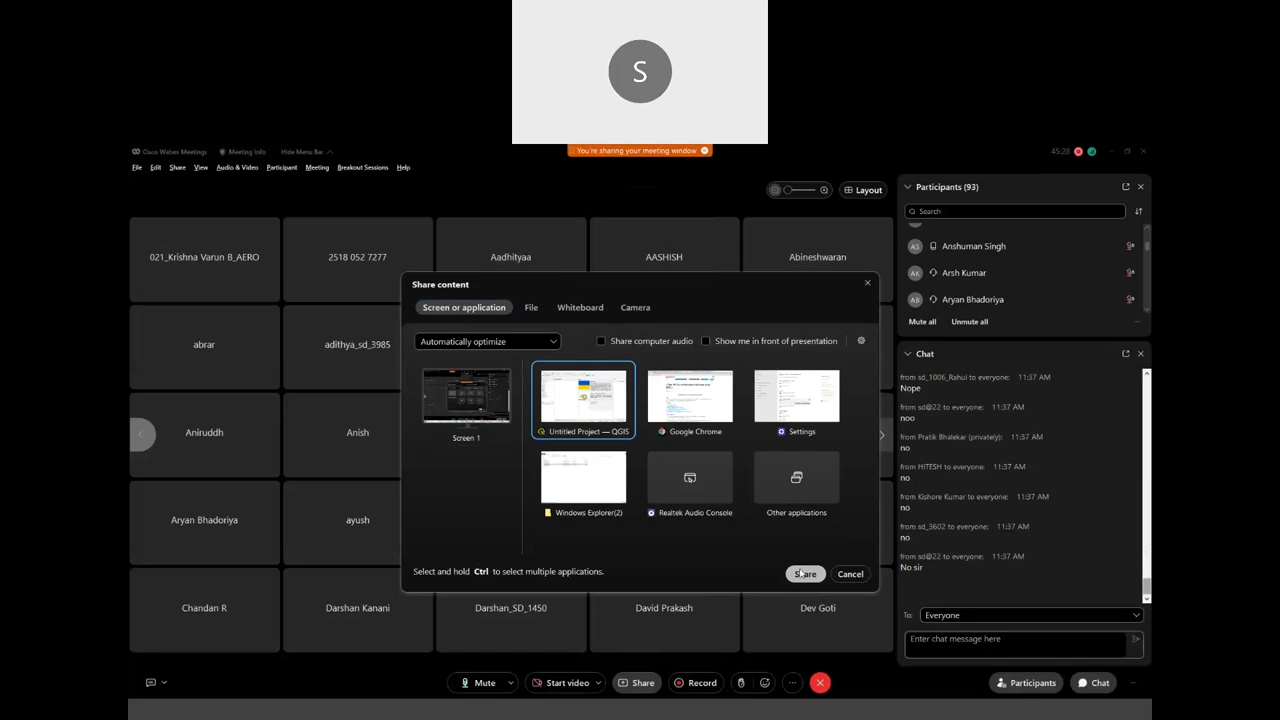 S
Cisco Webex Meetings
Meeting Info
Hide Menu Bar
You're sharing your meeting window
45:28
File Edit Share View Audio & Video Participant Meeting Breakout Sessions Help
Layout
Participants (93)
Search
AS Anshuman Singh
AK Arsh Kumar
AB Aryan Bhadoriya
Mute all Unmute all
021_Krishna Varun B_AERO
2518 052 7277
Aadhityaa
AASHISH
Abineshwaran
abrar
adithya_sd_3985
Aniruddh
Anish
Aryan Bhadoriya
ayush
Chandan R
Darshan Kanani
Darshan_SD_1450
David Prakash
Dev Goti
Share content
Screen or application File Whiteboard Camera
Automatically optimize
Share computer audio
Show me in front of presentation
Screen 1
Untitled Project — QGIS
Google Chrome
Settings
Windows Explorer(2)
Realtek Audio Console
Other applications
Select and hold Ctrl to select multiple applications.
Share
Cancel
Chat
from sd_1006_Rahul to everyone: 11:37 AM
Nope
from sd@22 to everyone: 11:37 AM
noo
from Pratik Bhalekar (privately): 11:37 AM
no
from HITESH to everyone: 11:37 AM
no
from Kishore Kumar to everyone: 11:37 AM
no
from sd_3602 to everyone: 11:37 AM
no
from sd@22 to everyone: 11:37 AM
No sir
To: Everyone
Enter chat message here
Mute
Start video
Share
Record
Participants
Chat